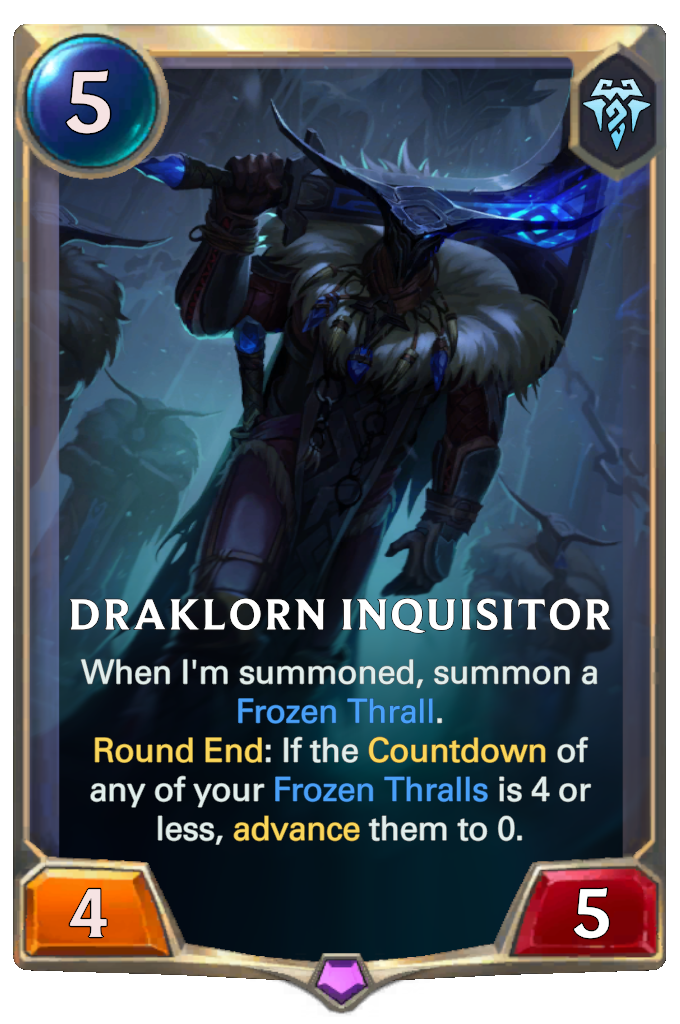 5
DRAKLORN INQUISITOR
When I'm summoned, summon a
Frozen Thrall.
Round End: If the Countdown of
any of your Frozen Thralls is 4 or
less, advance them to 0.
4
5